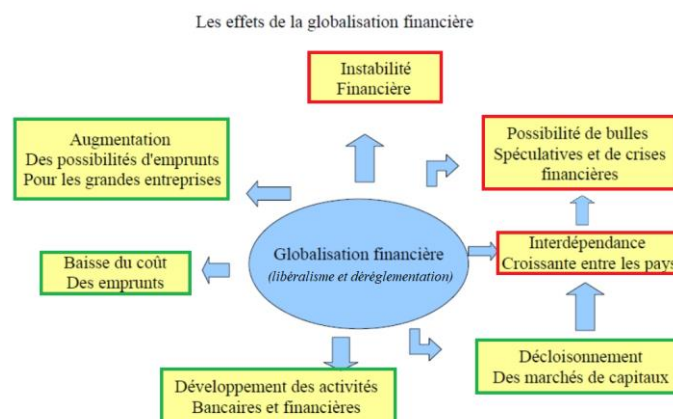 Les effets de la globalisation financière
Instabilité
Financière
Augmentation
Des possibilités d'emprunts
Pour les grandes entreprises
Possibilité de bulles
Spéculatives et de crises
financières
Globalisation financière
(libéralisme et dérèglementation)
Interdépendance
Croissante entre les pays
Baisse du coût
Des emprunts
Développement des activités
Bancaires et financières
Décloisonnement
Des marchés de capitaux